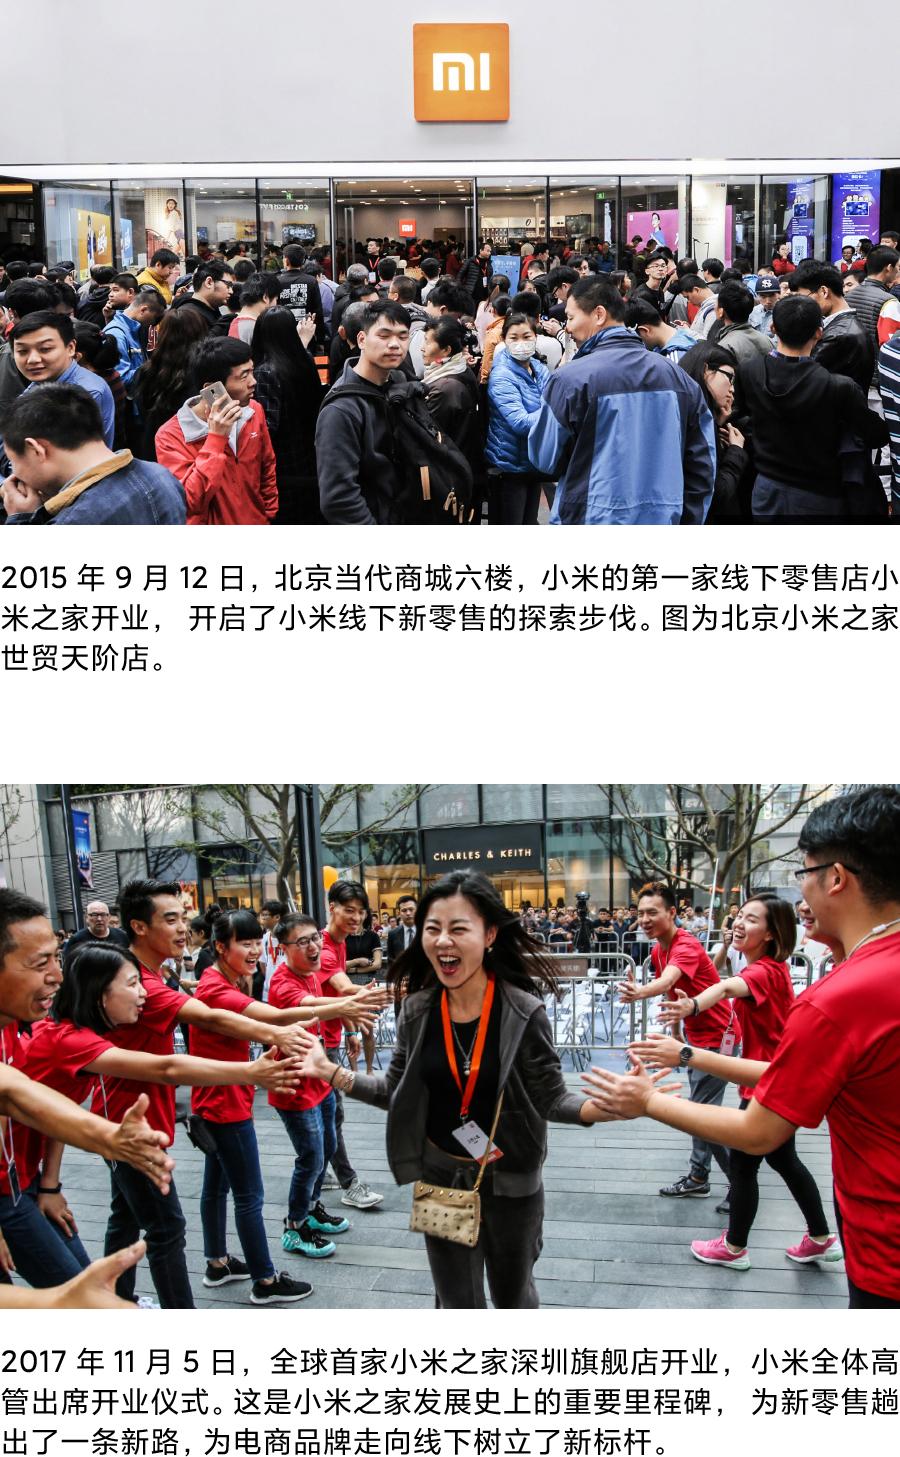 mi
mi
2015 年 9 月 12 日，北京当代商城六楼，小米的第一家线下零售店小
米之家开业， 开启了小米线下新零售的探索步伐。图为北京小米之家
世贸天阶店。
CHARLES & KEITH
2017 年 11 月 5 日，全球首家小米之家深圳旗舰店开业，小米全体高
管出席开业仪式。这是小米之家发展史上的重要里程碑， 为新零售趟
出了一条新路，为电商品牌走向线下树立了新标杆。